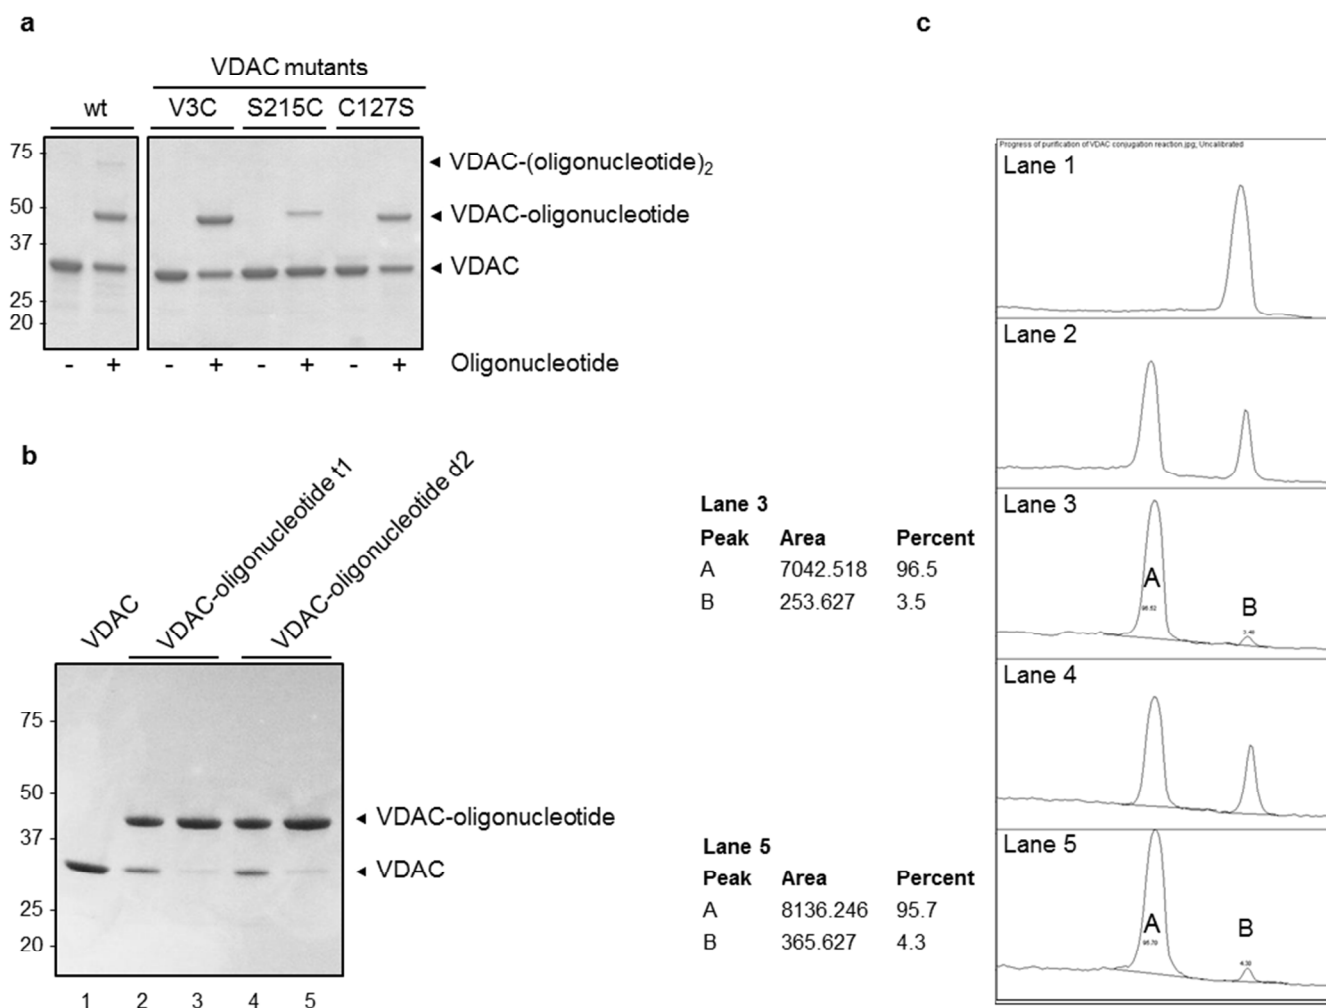 a
VDAC mutants
wt V3C S215C C127S
75
50
37
25
20
VDAC-(oligonucleotide)2
VDAC-oligonucleotide
VDAC
- + - + - + - + Oligonucleotide
b
VDAC
VDAC-oligonucleotide t1
VDAC-oligonucleotide d2
75
50
37
25
20
VDAC-oligonucleotide
VDAC
1 2 3 4 5
Lane 3
Peak Area Percent
A 7042.518 96.5
B 253.627 3.5
Lane 5
Peak Area Percent
A 8136.246 95.7
B 365.627 4.3
c
Progress of purification of VDAC conjugation reaction.jpg; Uncalibrated
Lane 1
Lane 2
Lane 3
A
96.52
B
Lane 4
Lane 5
A
B